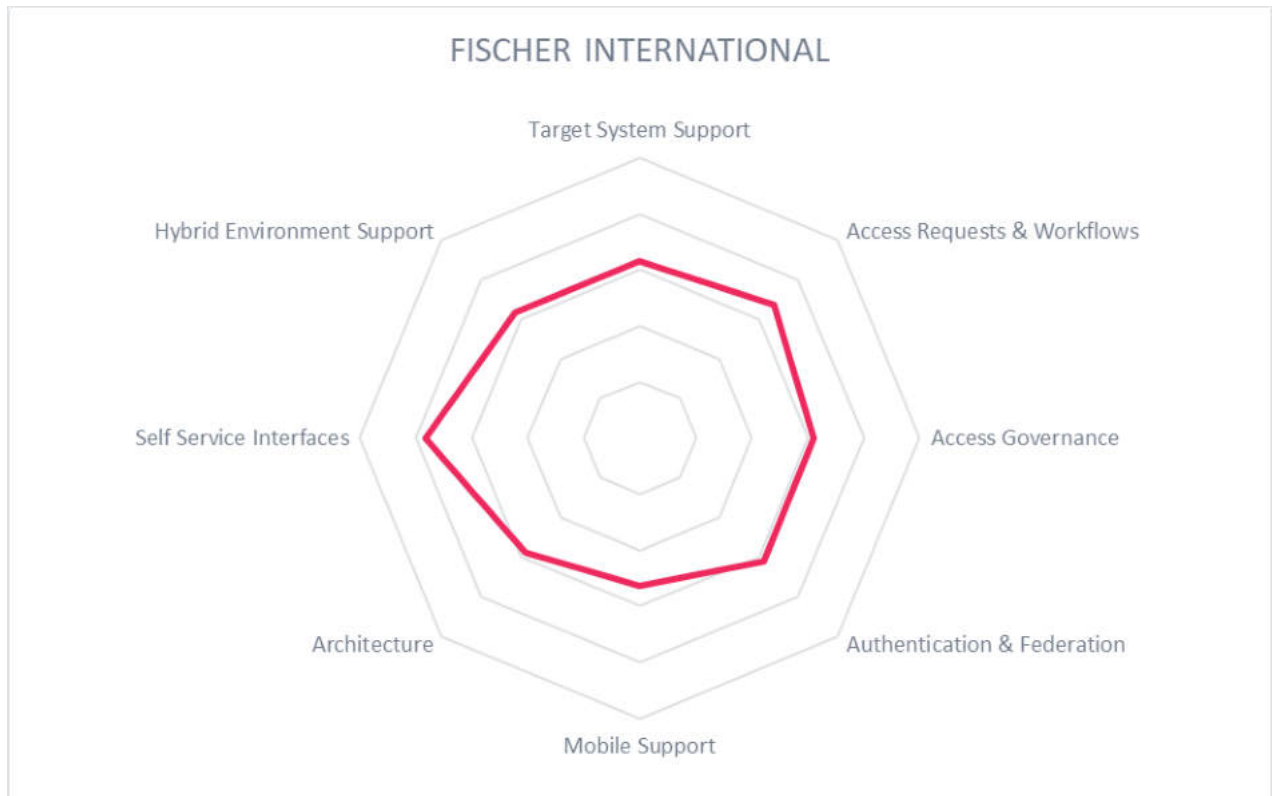 FISCHER INTERNATIONAL
Target System Support
Hybrid Environment Support
Access Requests & Workflows
Self Service Interfaces
Access Governance
Architecture
Authentication & Federation
Mobile Support